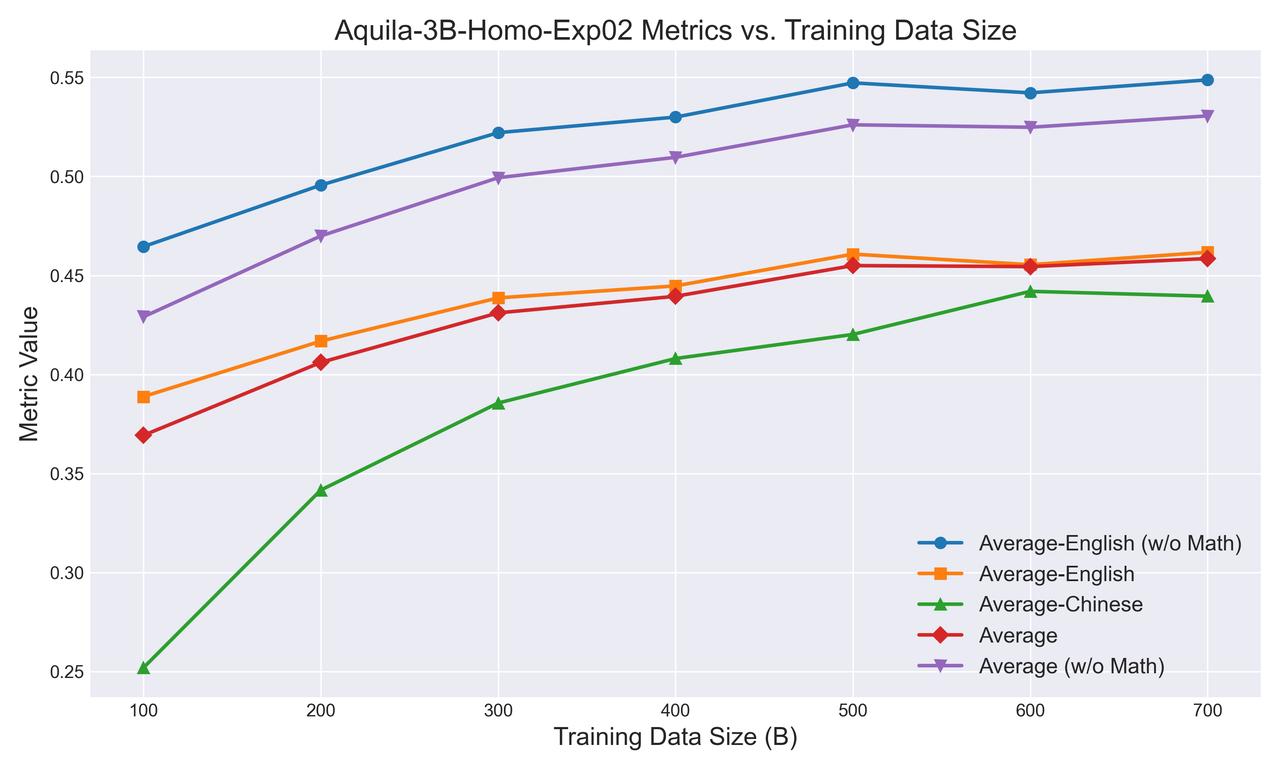 Aquila-3B-Homo-Exp02 Metrics vs. Training Data Size
Metric Value
0.55
0.50
0.45
0.40
0.35
0.30
0.25
Average-English (w/o Math)
Average-English
Average-Chinese
Average
Average (w/o Math)
100 200 300 400 500 600 700
Training Data Size (B)